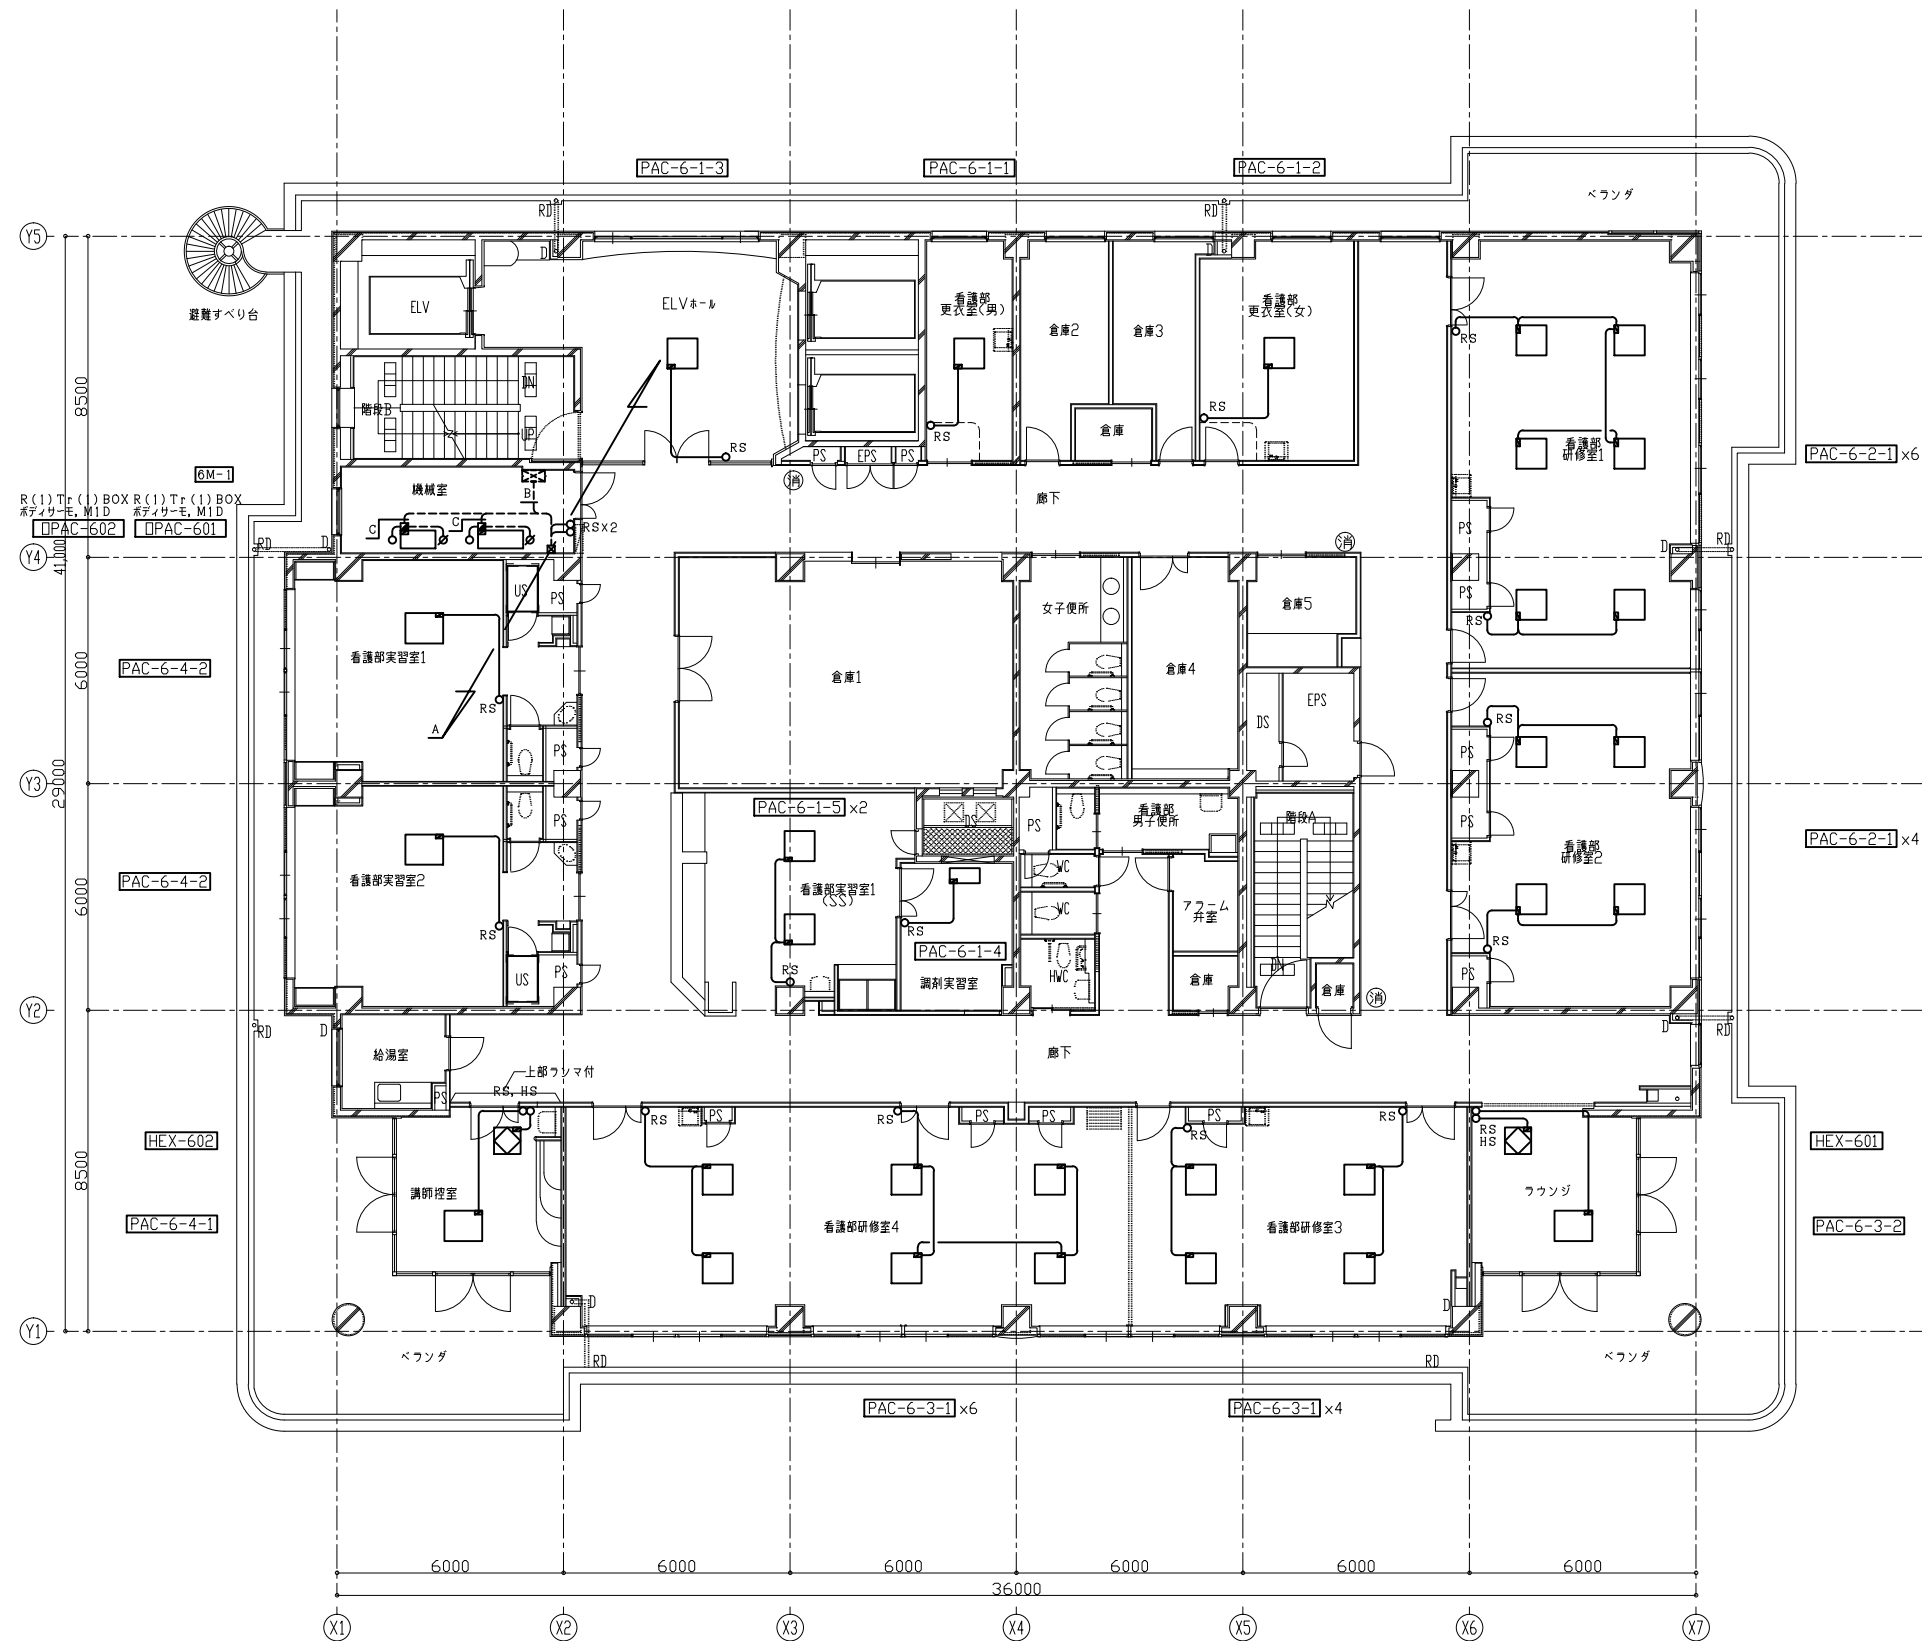 PAC-6-1-3
PAC-6-1-1
PAC-6-1-2
ベランダ
RD
RD
Y5
D
D
ELV
ELVホール
看護部
更衣室(男)
倉庫2
倉庫3
看護部
更衣室(女)
避難すべり台
RS
8500
DN
階段B
UP
RS
RS
倉庫
RS
看護部
研修室1
PAC-6-2-1 x6
PS
EPS
PS
消
6M-1
機械室
B
廊下
R(1)Tr(1)BOX
ボディサーモ,M1D
R(1)Tr(1)BOX
ボディサーモ,M1D
□PAC-602
□PAC-601
C
C
RSx2
PS
消
RD
D
D
RD
Y4
41,000
US
PS
女子便所
倉庫5
PS
RS
看護部実習室1
6000
PAC-6-4-2
倉庫1
倉庫4
EPS
RS
A
DS
RS
PS
PS
Y3
29000
PAC-6-1-5 x2
PS
DS
PS
看護部
男子便所
階段A
PS
看護部
研修室2
PAC-6-2-1 x4
PAC-6-4-2
看護部実習室2
6000
看護部実習室1
(SS)
WC
アラーム
弁室
WC
RS
RS
PAC-6-1-4
RS
RS
US
PS
調剤実習室
HWC
倉庫
DN
倉庫
PS
消
Y2
RD
D
D
RD
給湯室
廊下
上部ランマ付
RS,HS
PS
RS
PS
RS
PS
PS
RS
PS
RS
RS
HS
HEX-602
HEX-601
8500
講師控室
ラウンジ
PAC-6-4-1
看護部研修室4
看護部研修室3
PAC-6-3-2
D
D
Y1
ベランダ
RD
RD
ベランダ
PAC-6-3-1 x6
PAC-6-3-1 x4
6000
6000
6000
6000
6000
6000
36000
X1
X2
X3
X4
X5
X6
X7